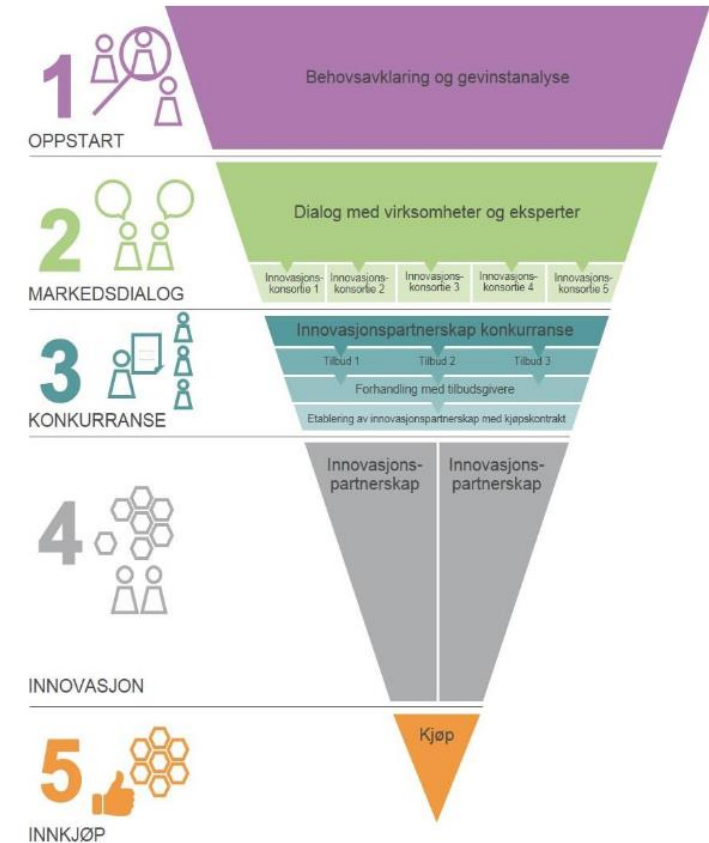 1
OPPSTART
Behovsavklaring og gevinstanalyse
2
MARKEDSDIALOG
Dialog med virksomheter og eksperter
Innovasjons-
konsortie 1
Innovasjons-
konsortie 2
Innovasjons-
konsortie 3
Innovasjons-
konsortie 4
Innovasjons-
konsortie 5
3
KONKURRANSE
Innovasjonspartnerskap konkurranse
Tilbud 1
Tilbud 2
Tilbud 3
Forhandling med tilbudsgivere
Etablering av innovasjonspartnerskap med kjøpskontrakt
4
INNOVASJON
Innovasjons-
partnerskap
Innovasjons-
partnerskap
5
INNKJØP
Kjøp